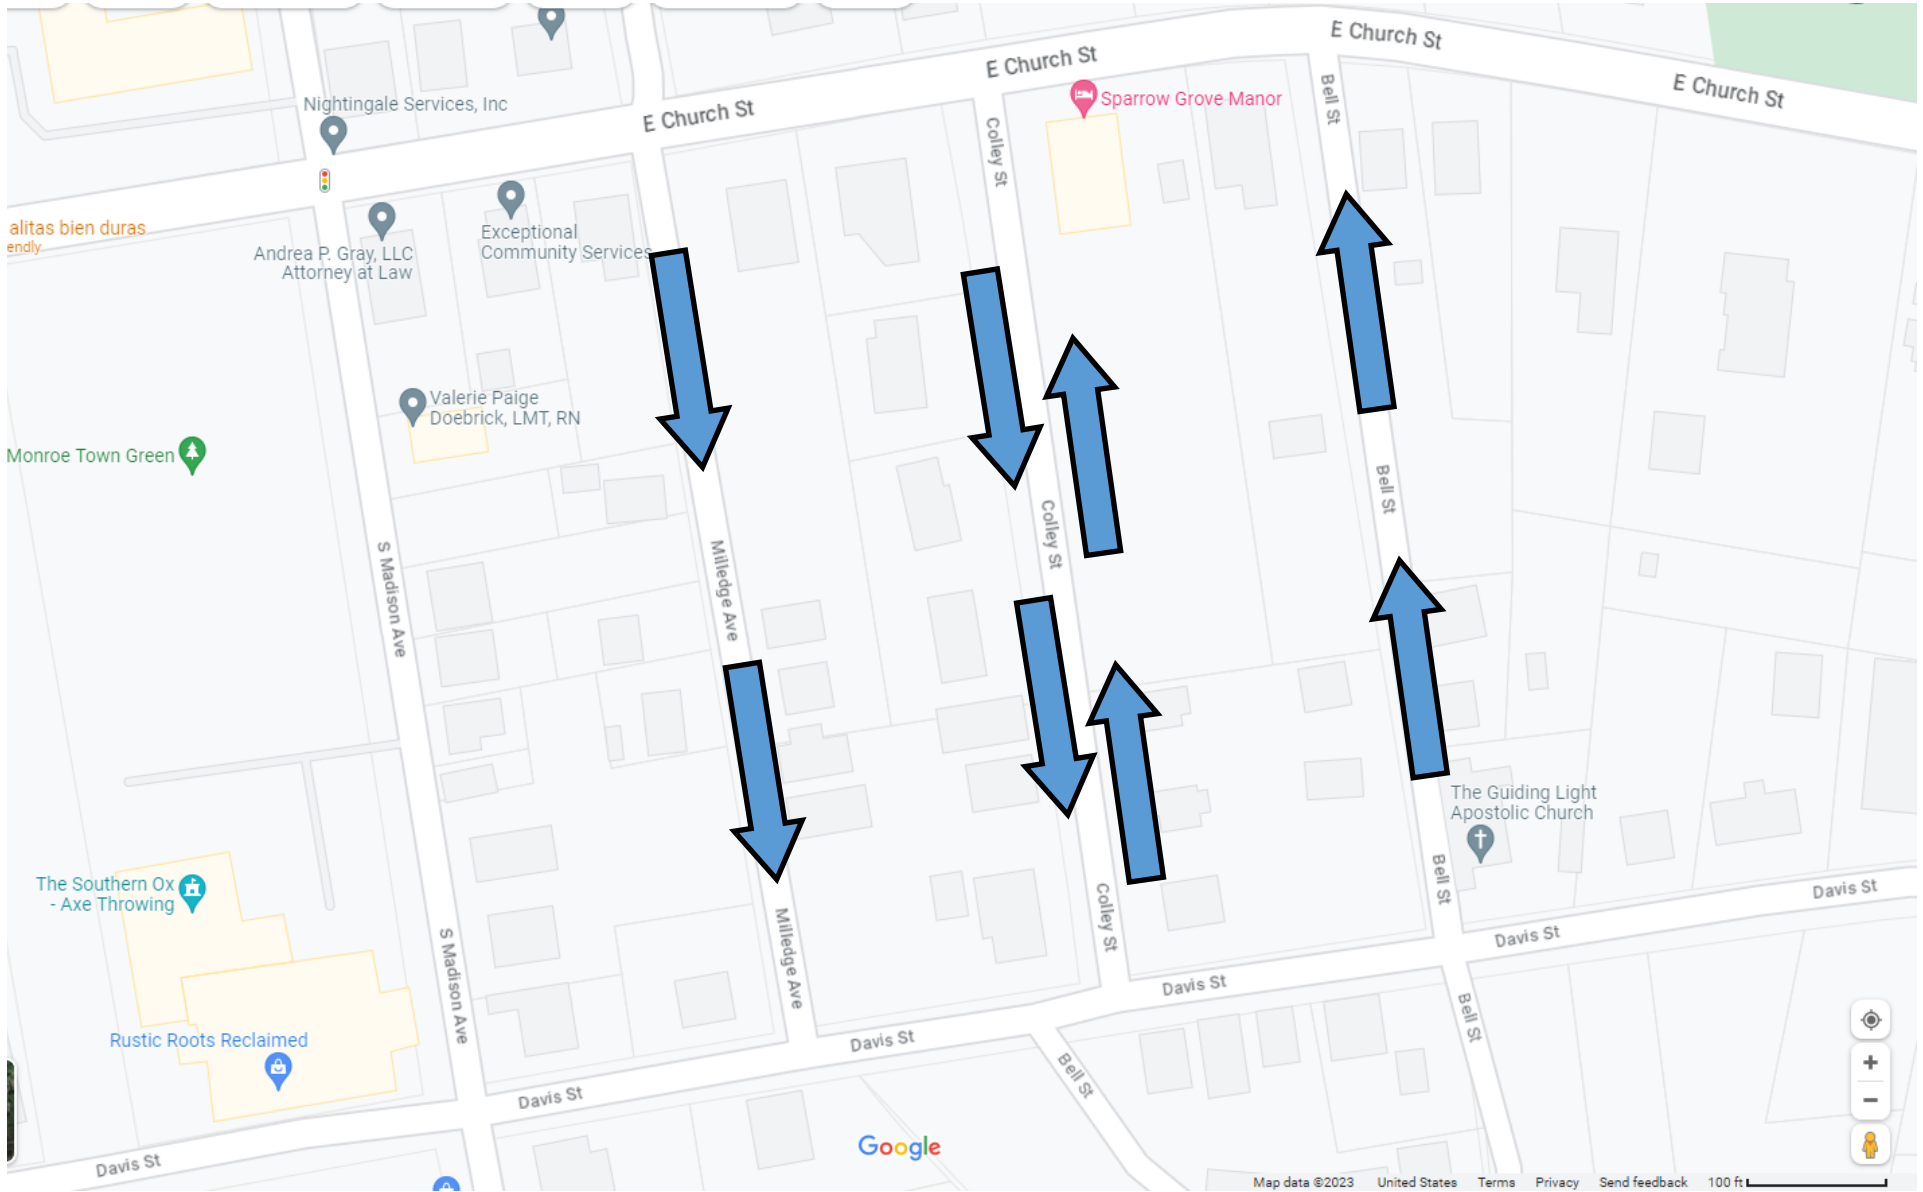 E Church St
E Church St
E Church St
E Church St
Nightingale Services, Inc
Sparrow Grove Manor
Bell St
Colley St
alitas bien duras
endly
Andrea P. Gray, LLC
Attorney at Law
Exceptional
Community Services
Valerie Paige
Doebrick, LMT, RN
Monroe Town Green
Bell St
Colley St
S Madison Ave
Milledge Ave
The Guiding Light
Apostolic Church
The Southern Ox
- Axe Throwing
Bell St
Colley St
Davis St
Davis St
S Madison Ave
Milledge Ave
Davis St
Bell St
Rustic Roots Reclaimed
Davis St
Bell St
Davis St
Davis St
Google
Map data ©2023 United States Terms Privacy Send feedback 100 ft